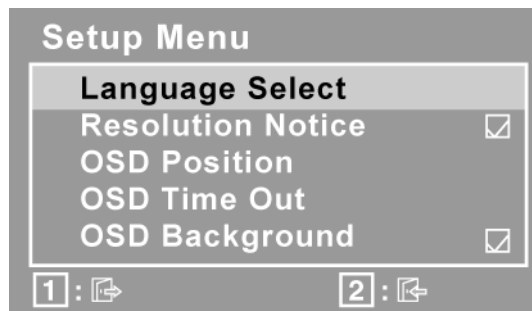 Setup Menu
Language Select
Resolution Notice
OSD Position
OSD Time Out
OSD Background
1 : 2 :